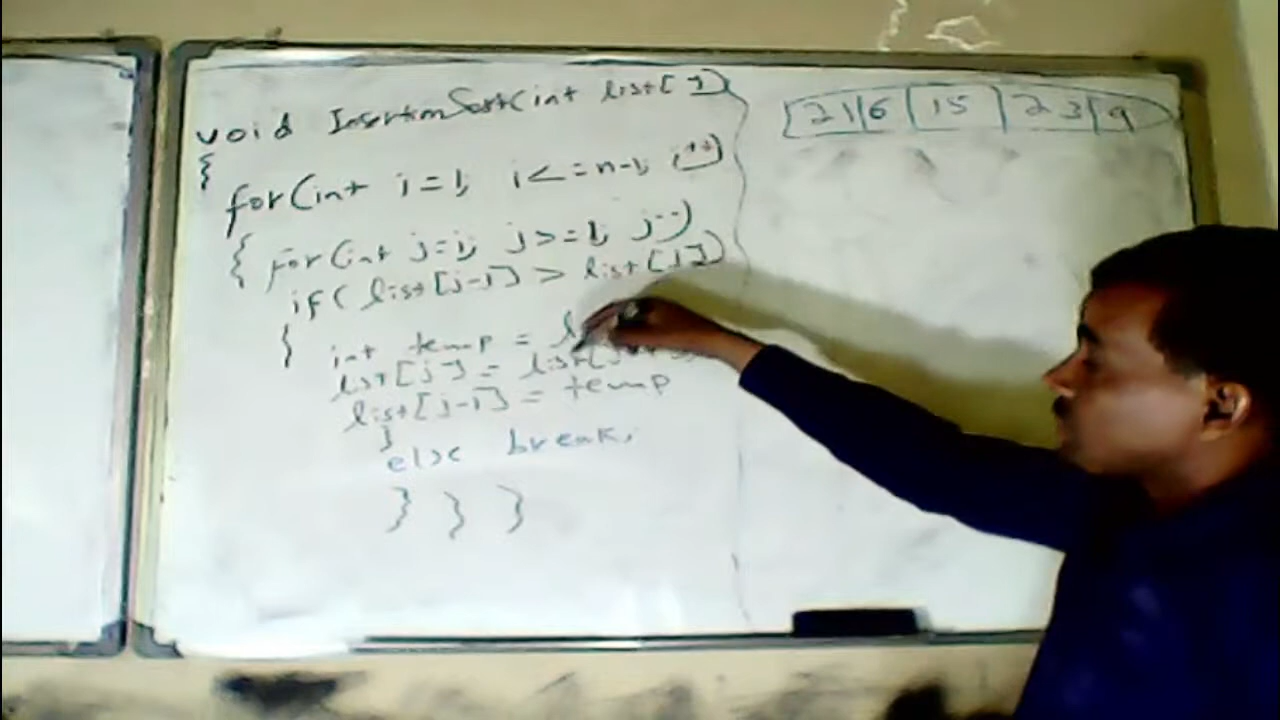 void InsertionSort(int list[ ])
{
for(int i=1; i<=n-1; i++)
{ for(int j=i; j>=1; j--)
if( list[j-1] > list[j])
{ int temp =
list[j] =
list[j-1] = temp
}
else break;
} } }
21 6 15 23 9